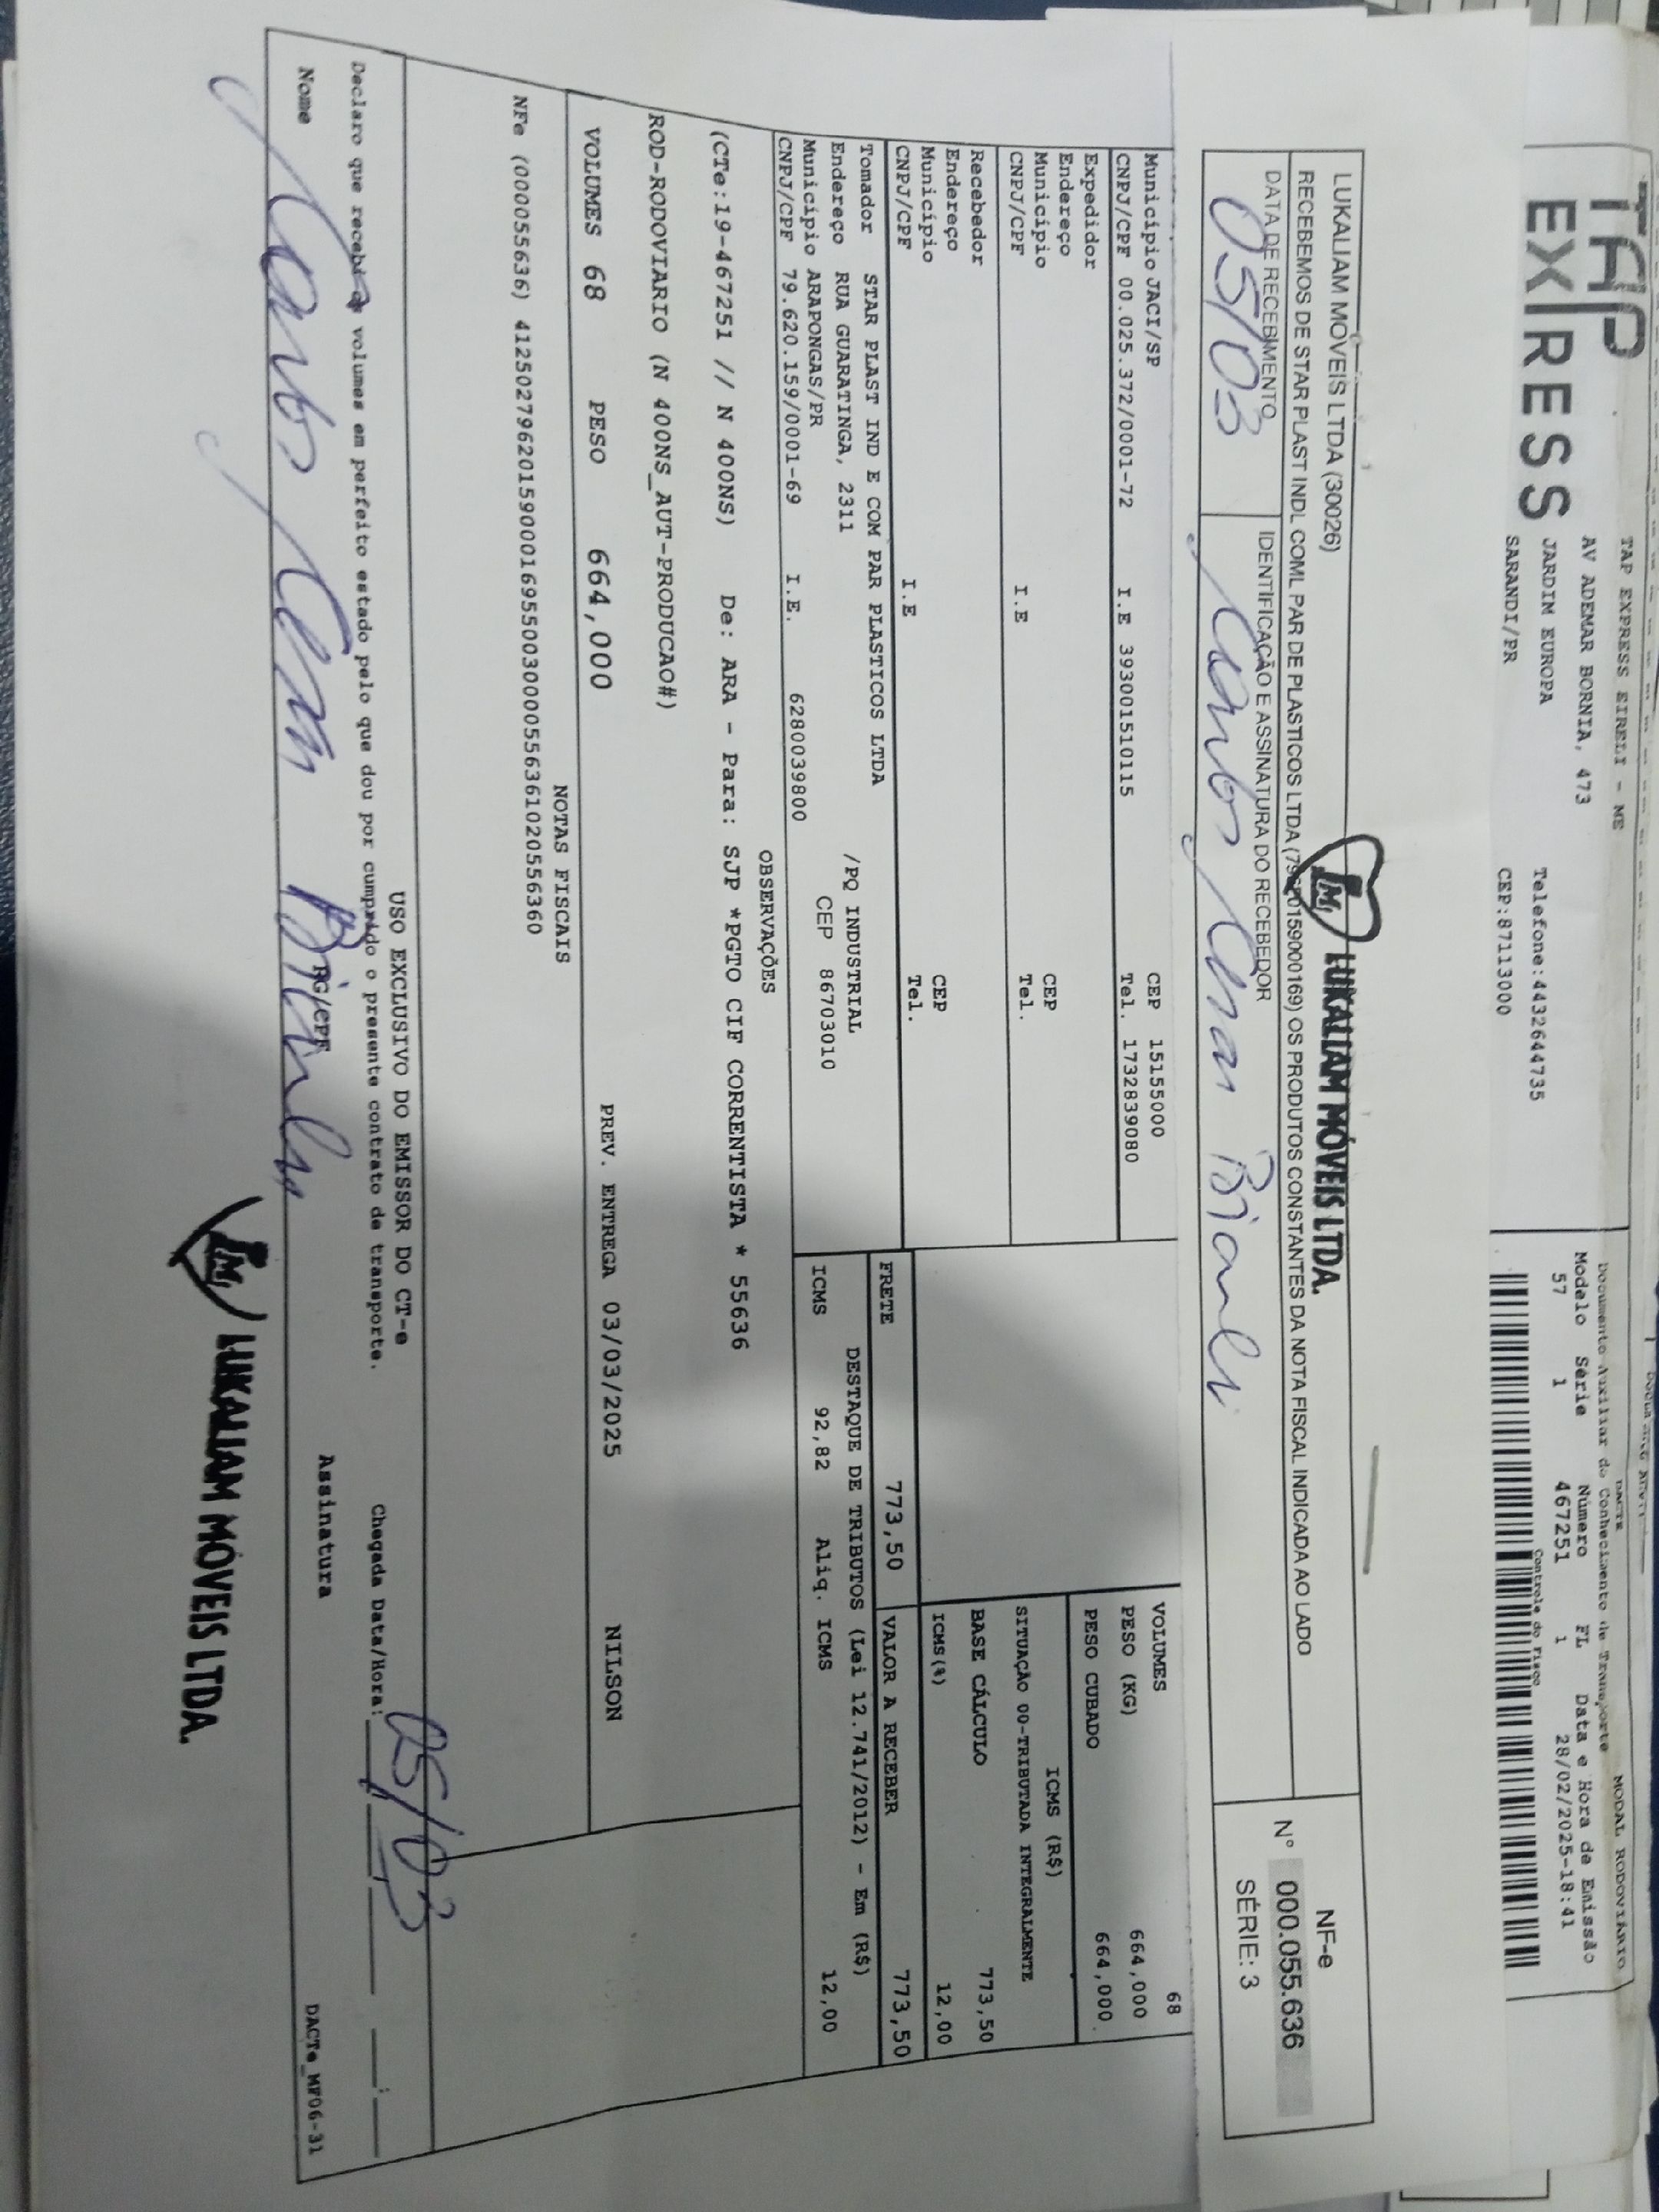 TAP
EXPRESS
TAP EXPRESS EIRELI - ME
AV ADEMAR BORNIA, 473
JARDIM EUROPA
SARANDI/PR
Telefone:4432644735
CEP:87113000
DACTE
Documento Auxiliar do Conhecimento de Transporte
MODAL RODOVIÁRIO
Modelo Série Número FL Data e Hora de Emissão
57 1 467251 1 28/02/2025-18:41
Controle do Fisco
LUKALIAM MÓVEIS LTDA.
LUKALIAM MOVEIS LTDA (30026)
RECEBEMOS DE STAR PLAST INDL COML PAR DE PLASTICOS LTDA (79620159000169) OS PRODUTOS CONSTANTES DA NOTA FISCAL INDICADA AO LADO
DATA DE RECEBIMENTO
IDENTIFICAÇÃO E ASSINATURA DO RECEBEDOR
05/03
NF-e
N° 000.055.636
SÉRIE: 3
Município JACI/SP CEP 15155000
CNPJ/CPF 00.025.372/0001-72 I.E 393001510115 Tel. 1732839080
Expedidor
Endereço
Município CEP
CNPJ/CPF I.E Tel.
Recebedor
Endereço
Município CEP
CNPJ/CPF I.E Tel.
VOLUMES 68
PESO (KG) 664,000
PESO CUBADO 664,000
ICMS (R$)
SITUAÇÃO 00-TRIBUTADA INTEGRALMENTE
BASE CÁLCULO 773,50
ICMS(%) 12,00
Tomador STAR PLAST IND E COM PAR PLASTICOS LTDA
Endereço RUA GUARATINGA, 2311 /PQ INDUSTRIAL
Município ARAPONGAS/PR CEP 86703010
CNPJ/CPF 79.620.159/0001-69 I.E. 6280039800
FRETE 773,50 VALOR A RECEBER 773,50
DESTAQUE DE TRIBUTOS (Lei 12.741/2012) - Em (R$)
ICMS 92,82 Aliq. ICMS 12,00
OBSERVAÇÕES
(CTe:19-467251 // N 400NS) De: ARA - Para: SJP *PGTO CIF CORRENTISTA * 55636
ROD-RODOVIARIO (N 400NS_AUT-PRODUCAO#)
VOLUMES 68 PESO 664,000 PREV. ENTREGA 03/03/2025 NILSON
NOTAS FISCAIS
NFe (000055636) 41250279620159000169550030000556361020556360
USO EXCLUSIVO DO EMISSOR DO CT-e
Declaro que recebi os volumes em perfeito estado pelo que dou por cumprido o presente contrato de transporte. Chegada Data/Hora: 05/03
Nome RG/CPF Assinatura
DACTe_MF06-31
LUKALIAM MÓVEIS LTDA.